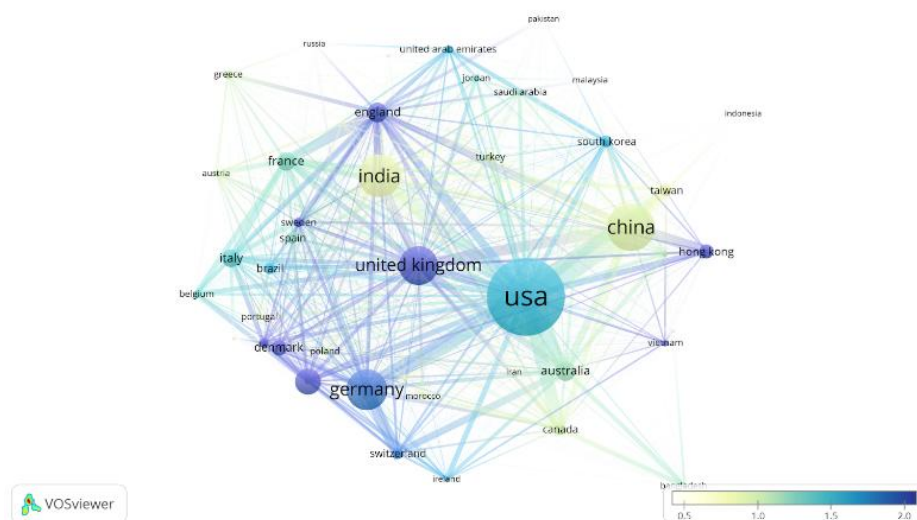 pakistan
russia
united arab emirates
greece
jordan
malaysia
saudi arabia
england
indonesia
south korea
france
turkey
austria
india
taiwan
sweden
china
spain
hong kong
italy
united kingdom
brazil
belgium
usa
portugal
vietnam
denmark
poland
iran
australia
germany
morocco
canada
switzerland
ireland
bangladesh
VOSviewer
0.5 1.0 1.5 2.0